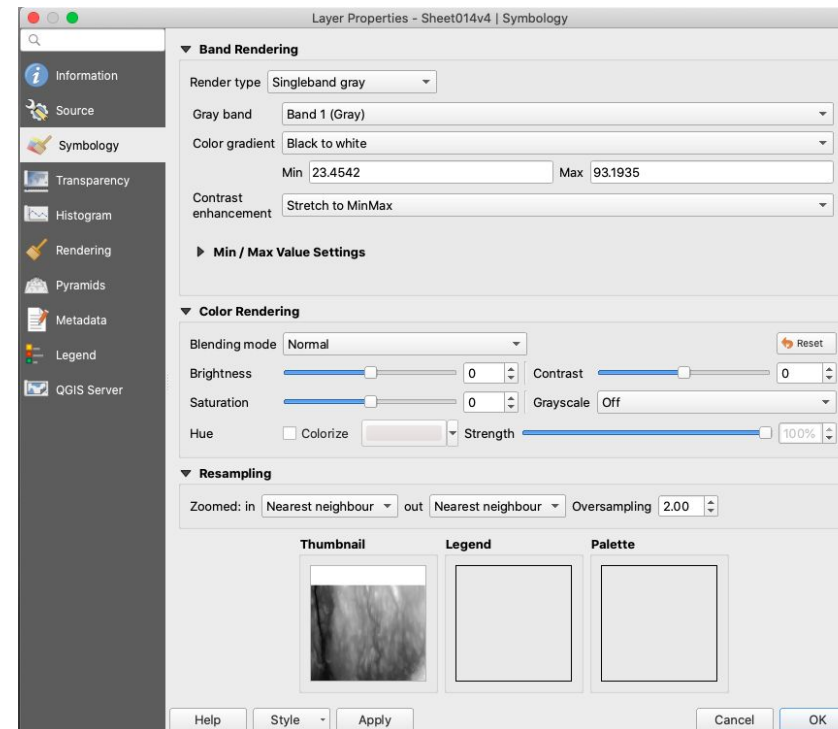 Layer Properties - Sheet014v4 | Symbology
Information
Source
Symbology
Transparency
Histogram
Rendering
Pyramids
Metadata
Legend
QGIS Server
Band Rendering
Render type Singleband gray
Gray band Band 1 (Gray)
Color gradient Black to white
Min 23.4542 Max 93.1935
Contrast enhancement Stretch to MinMax
Min / Max Value Settings
Color Rendering
Blending mode Normal Reset
Brightness 0 Contrast 0
Saturation 0 Grayscale Off
Hue Colorize Strength 100%
Resampling
Zoomed: in Nearest neighbour out Nearest neighbour Oversampling 2.00
Thumbnail Legend Palette
Help Style Apply Cancel OK